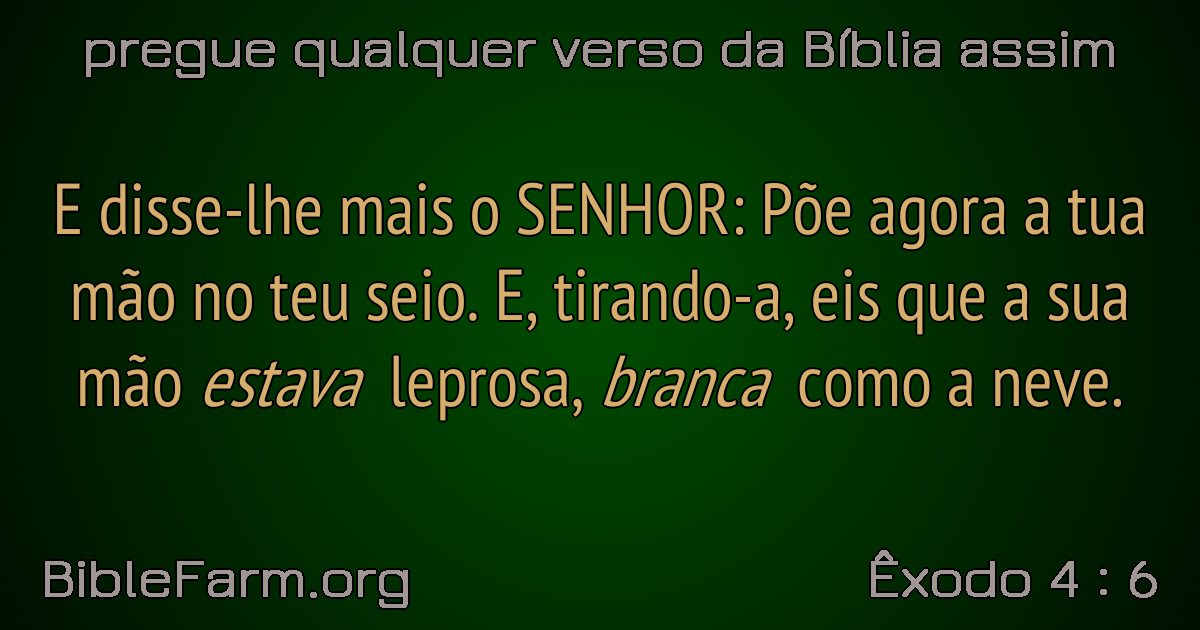 pregue qualquer verso da Bíblia assim
E disse-lhe mais o SENHOR: Põe agora a tua
mão no teu seio. E, tirando-a, eis que a sua
mão estava leprosa, branca como a neve.
BibleFarm.org
Êxodo 4 : 6